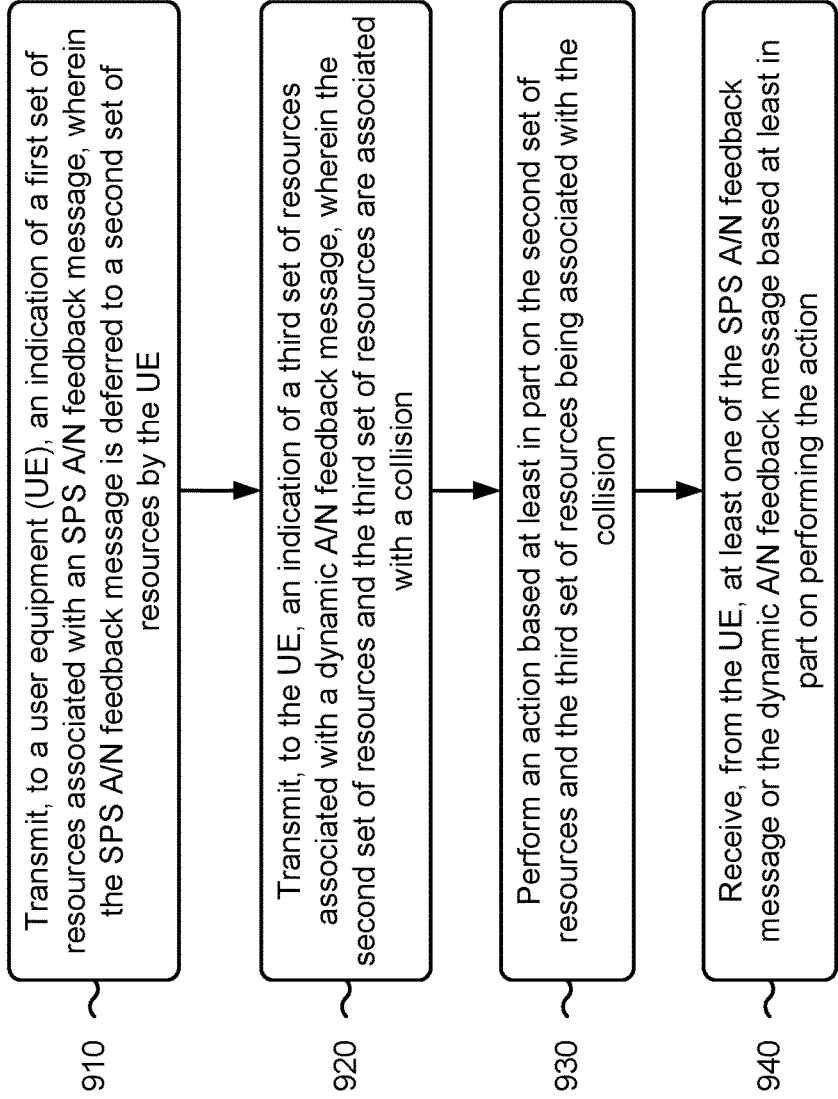 910
Transmit, to a user equipment (UE), an indication of a first set of
resources associated with an SPS A/N feedback message, wherein
the SPS A/N feedback message is deferred to a second set of
resources by the UE
920
Transmit, to the UE, an indication of a third set of resources
associated with a dynamic A/N feedback message, wherein the
second set of resources and the third set of resources are associated
with a collision
930
Perform an action based at least in part on the second set of
resources and the third set of resources being associated with the
collision
940
Receive, from the UE, at least one of the SPS A/N feedback
message or the dynamic A/N feedback message based at least in
part on performing the action